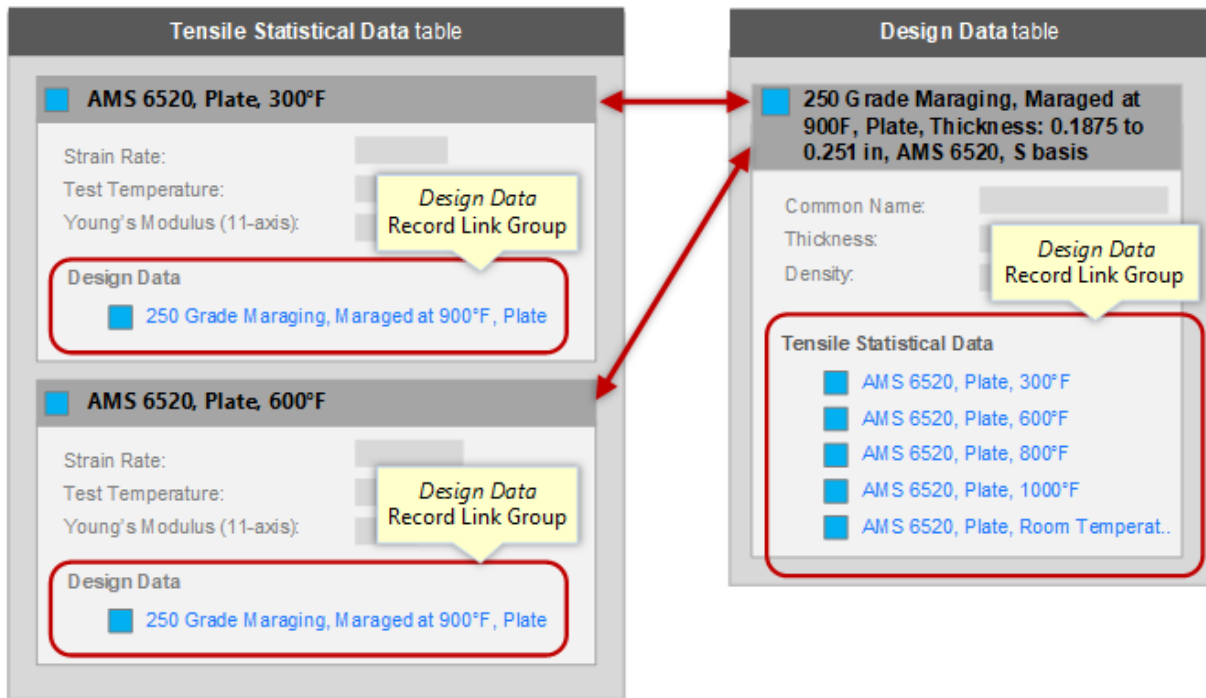 Tensile Statistical Data table
AMS 6520, Plate, 300°F
Strain Rate:
Test Temperature:
Young's Modulus (11-axis):
Design Data
Record Link Group
Design Data
250 Grade Maraging, Maraged at 900°F, Plate
AMS 6520, Plate, 600°F
Strain Rate:
Test Temperature:
Young's Modulus (11-axis):
Design Data
Record Link Group
Design Data
250 Grade Maraging, Maraged at 900°F, Plate
Design Data table
250 Grade Maraging, Maraged at
900F, Plate, Thickness: 0.1875 to
0.251 in, AMS 6520, S basis
Common Name:
Thickness:
Density:
Design Data
Record Link Group
Tensile Statistical Data
AMS 6520, Plate, 300°F
AMS 6520, Plate, 600°F
AMS 6520, Plate, 800°F
AMS 6520, Plate, 1000°F
AMS 6520, Plate, Room Temperat..